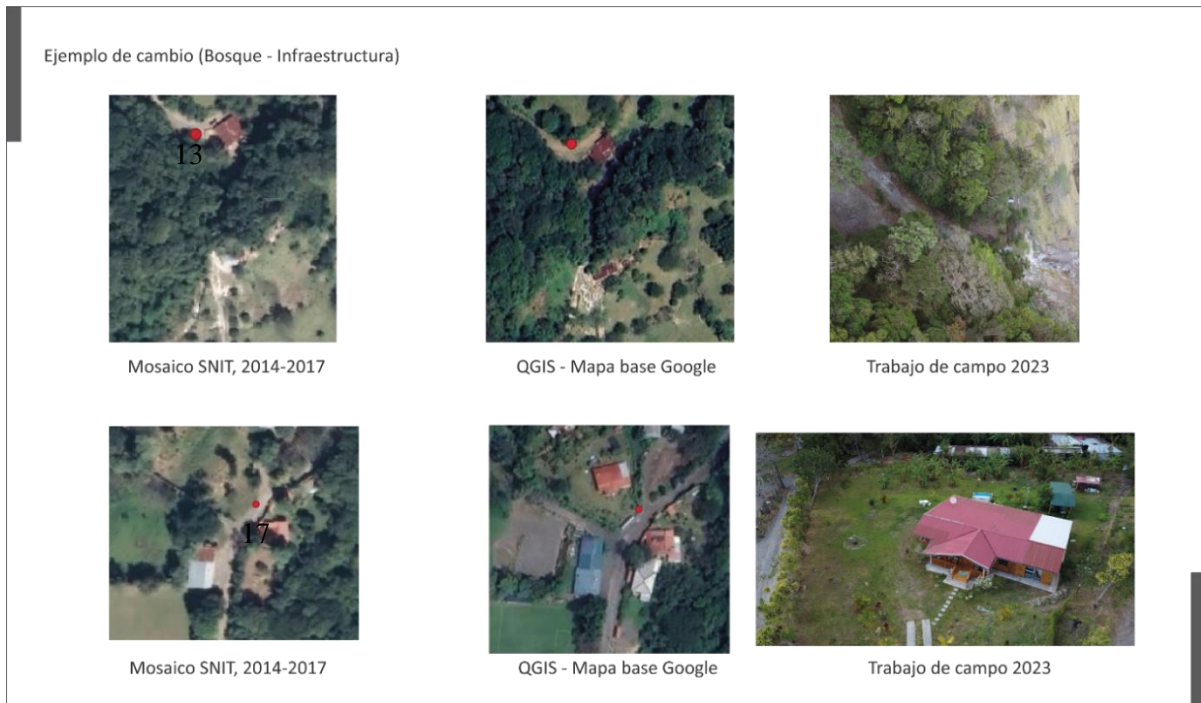 Ejemplo de cambio (Bosque - Infraestructura)
13
Mosaico SNIT, 2014-2017
QGIS - Mapa base Google
Trabajo de campo 2023
17
Mosaico SNIT, 2014-2017
QGIS - Mapa base Google
Trabajo de campo 2023